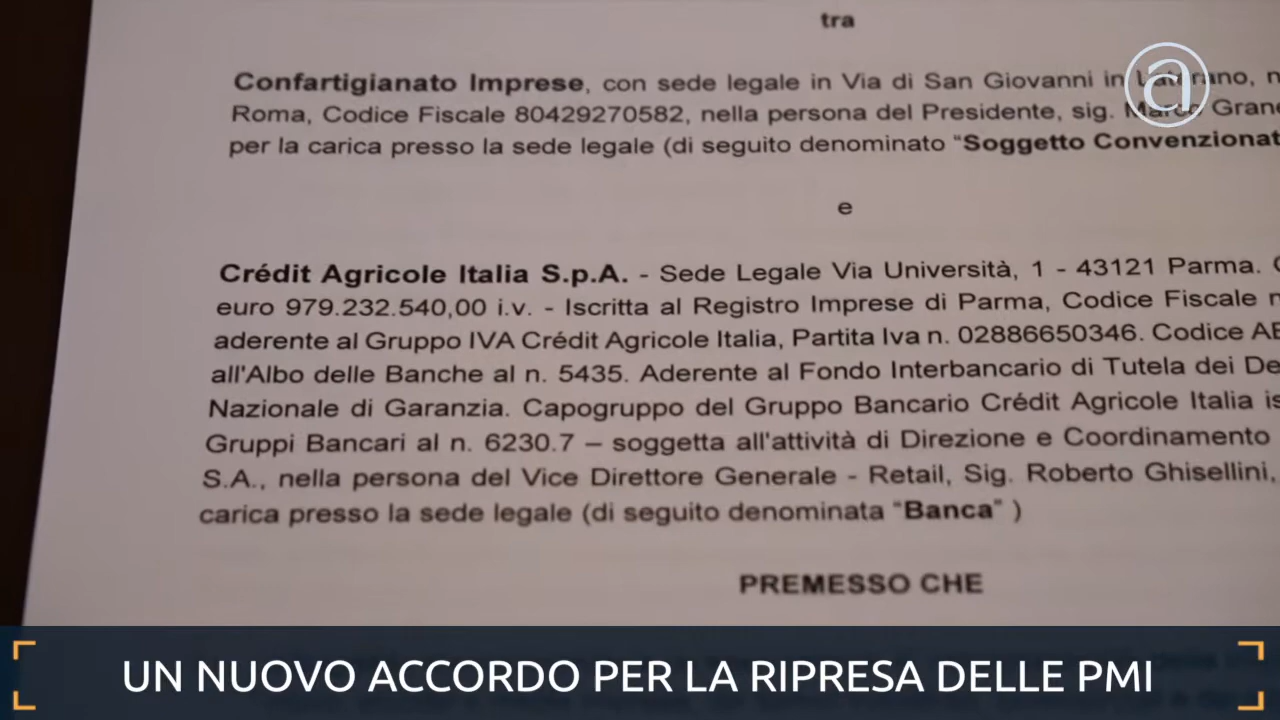 tra
Confartigianato Imprese, con sede legale in Via di San Giovanni in Laterano,
Roma, Codice Fiscale 80429270582, nella persona del Presidente, sig. Marco
per la carica presso la sede legale (di seguito denominato “Soggetto
e
Crédit Agricole Italia S.p.A. - Sede Legale Via Università, 1 - 43121 Parma.
euro 979.232.540,00 i.v. - Iscritta al Registro Imprese di Parma, Codice Fiscale
aderente al Gruppo IVA Crédit Agricole Italia, Partita Iva n. 02886650346. Codice
all'Albo delle Banche al n. 5435. Aderente al Fondo Interbancario di Tutela dei
Nazionale di Garanzia. Capogruppo del Gruppo Bancario Crédit Agricole Italia
Gruppi Bancari al n. 6230.7 – soggetta all'attività di Direzione e Coordinamento
S.A., nella persona del Vice Direttore Generale - Retail, Sig. Roberto Ghisellini,
carica presso la sede legale (di seguito denominata “Banca” )
PREMESSO CHE
UN NUOVO ACCORDO PER LA RIPRESA DELLE PMI